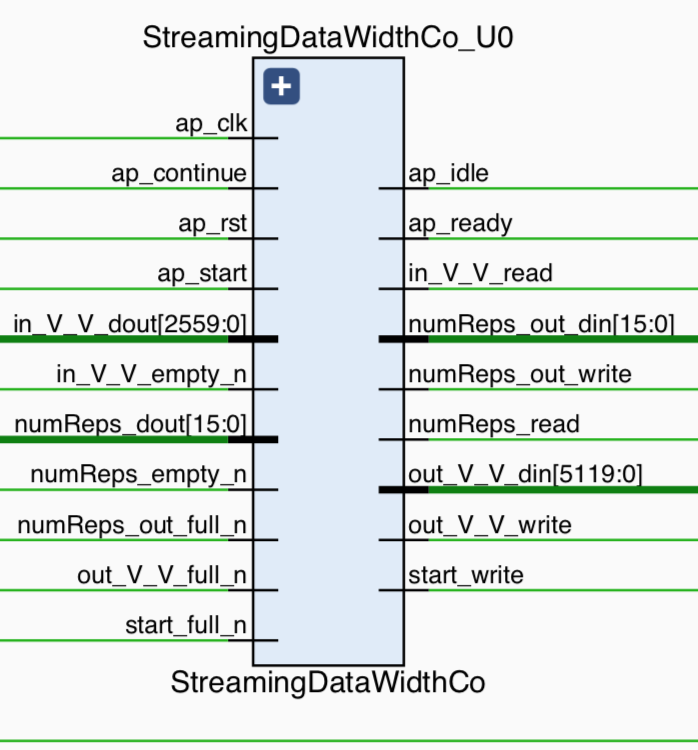 StreamingDataWidthCo_U0
ap_clk
ap_continue
ap_idle
ap_rst
ap_ready
ap_start
in_V_V_read
in_V_V_dout[2559:0]
numReps_out_din[15:0]
in_V_V_empty_n
numReps_out_write
numReps_dout[15:0]
numReps_read
numReps_empty_n
out_V_V_din[5119:0]
numReps_out_full_n
out_V_V_write
out_V_V_full_n
start_write
start_full_n
StreamingDataWidthCo